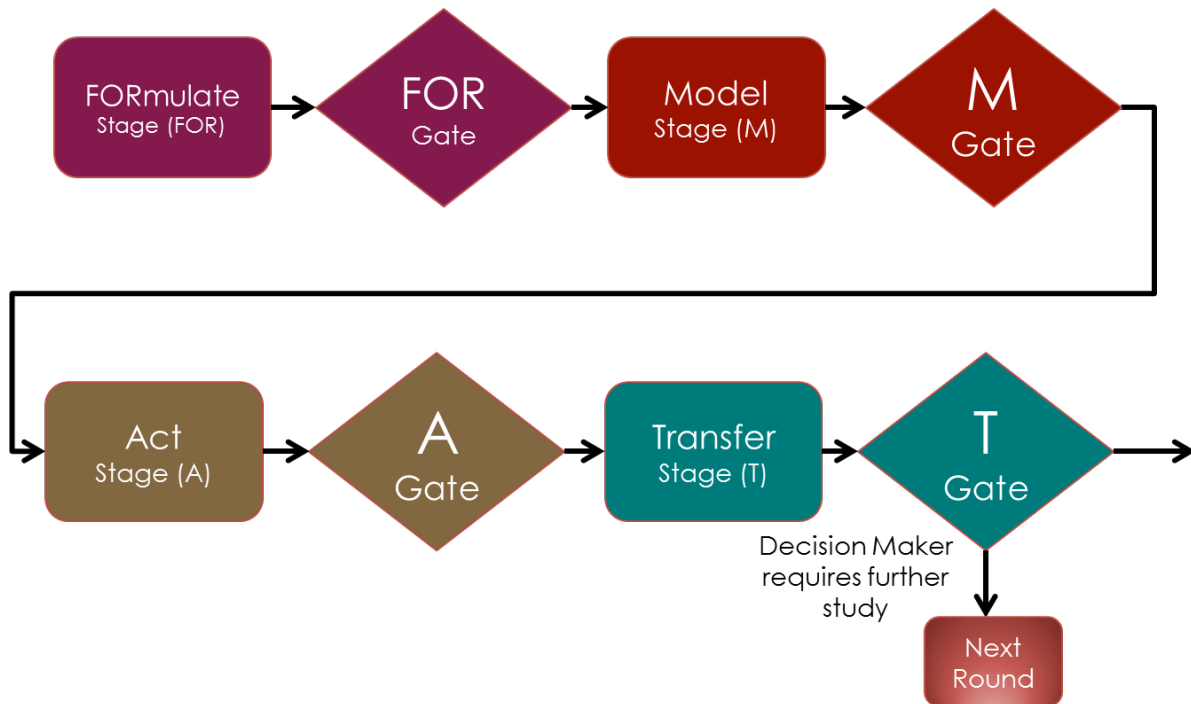 FORmulate
Stage (FOR)
FOR
Gate
Model
Stage (M)
M
Gate
Act
Stage (A)
A
Gate
Transfer
Stage (T)
T
Gate
Decision Maker
requires further
study
Next
Round